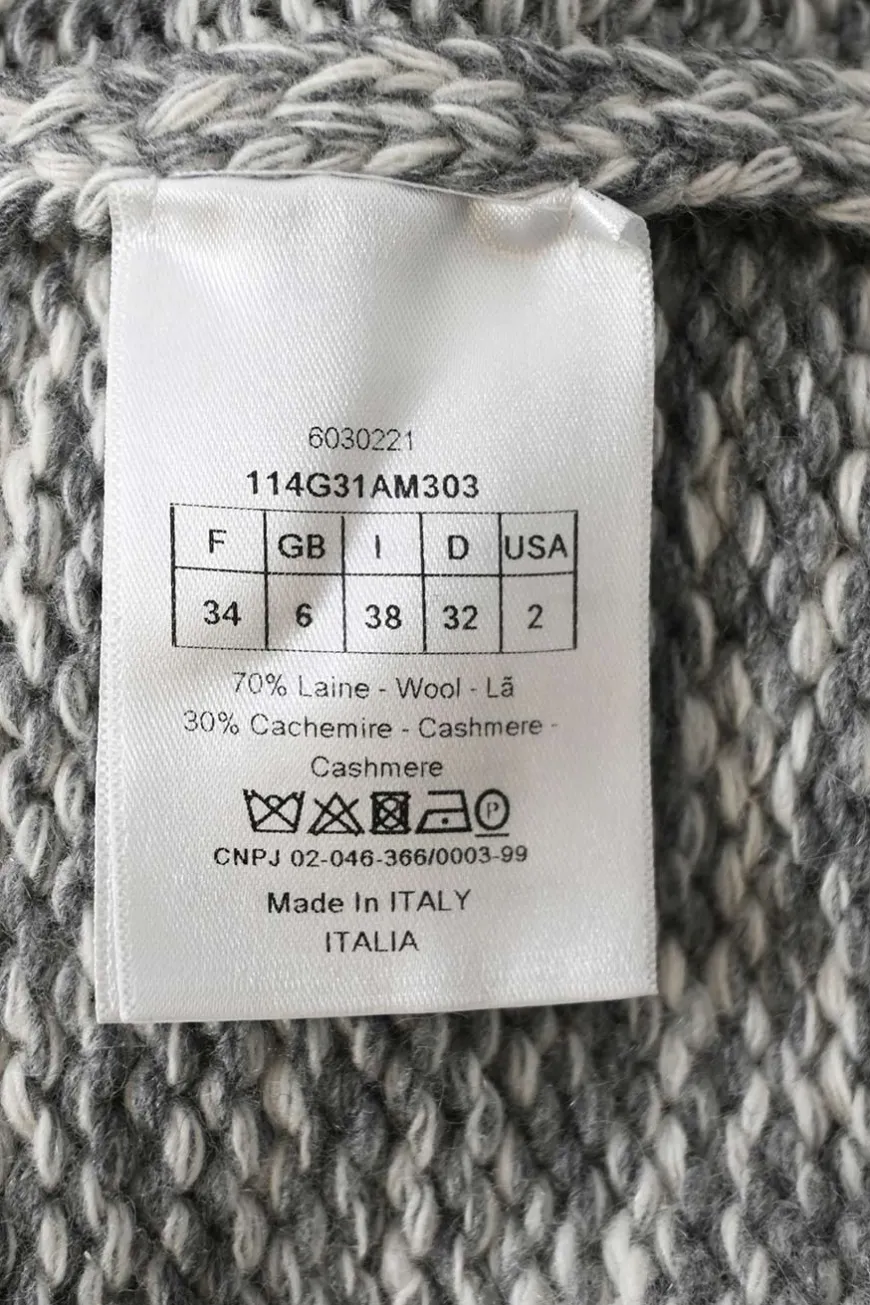 6030221
114G31AM303
F GB I D USA
34 6 38 32 2
70% Laine - Wool - Lã
30% Cachemire - Cashmere -
Cashmere
P
CNPJ 02-046-366/0003-99
Made In ITALY
ITALIA